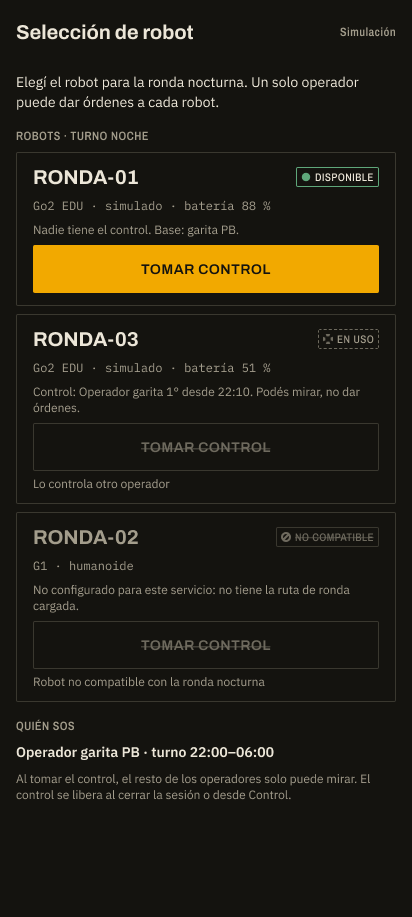 Selección de robot
Simulación
Elegí el robot para la ronda nocturna. Un solo operador
puede dar órdenes a cada robot.
ROBOTS · TURNO NOCHE
RONDA-01
DISPONIBLE
Go2 EDU · simulado · batería 88 %
Nadie tiene el control. Base: garita PB.
TOMAR CONTROL
RONDA-03
EN USO
Go2 EDU · simulado · batería 51 %
Control: Operador garita 1° desde 22:10. Podés mirar, no dar
órdenes.
TOMAR CONTROL
Lo controla otro operador
RONDA-02
NO COMPATIBLE
G1 · humanoide
No configurado para este servicio: no tiene la ruta de ronda
cargada.
TOMAR CONTROL
Robot no compatible con la ronda nocturna
QUIÉN SOS
Operador garita PB · turno 22:00–06:00
Al tomar el control, el resto de los operadores solo puede mirar. El
control se libera al cerrar la sesión o desde Control.